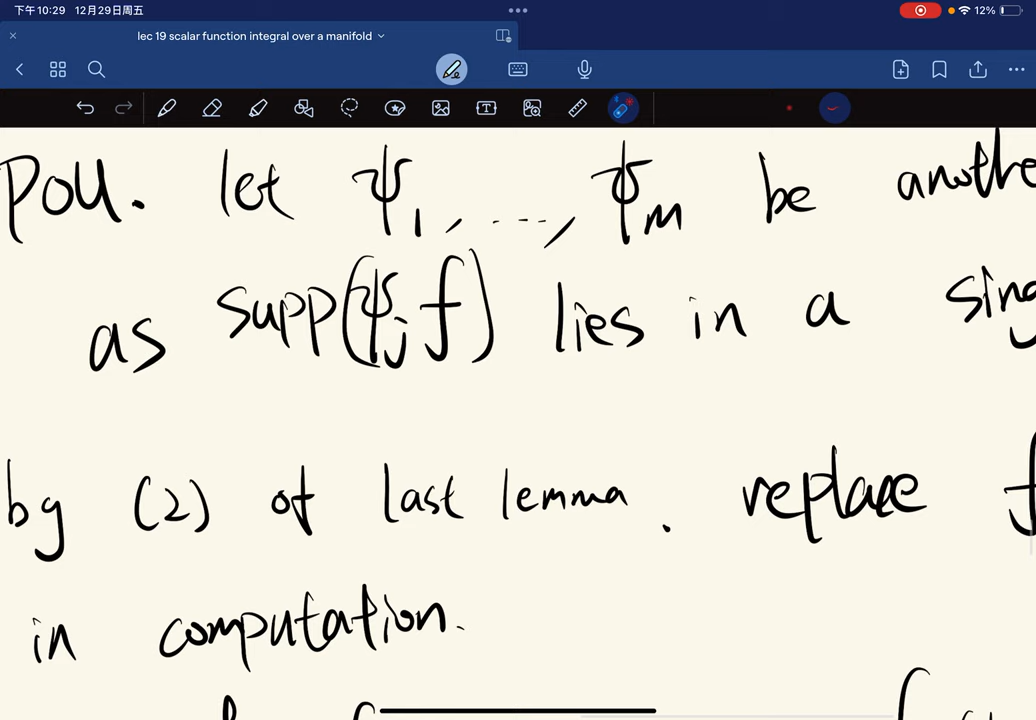 下午10:29 12月29日周五
12%
lec 19 scalar function integral over a manifold
POU. let ψ₁, ..., ψₘ be anothe
as supp(ψⱼf) lies in a sing
by (2) of last lemma. replace f
in computation.